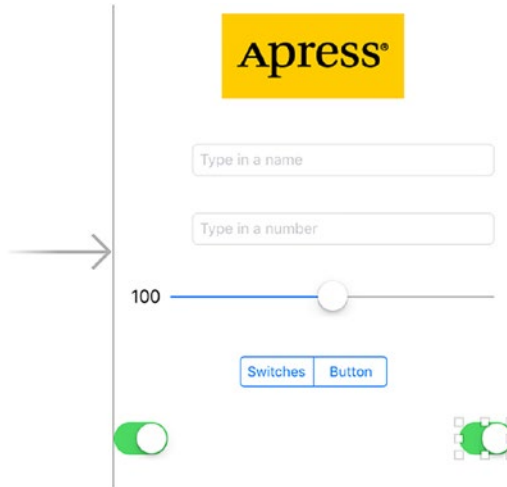 Apress®
Type in a name
Type in a number
100
Switches Button